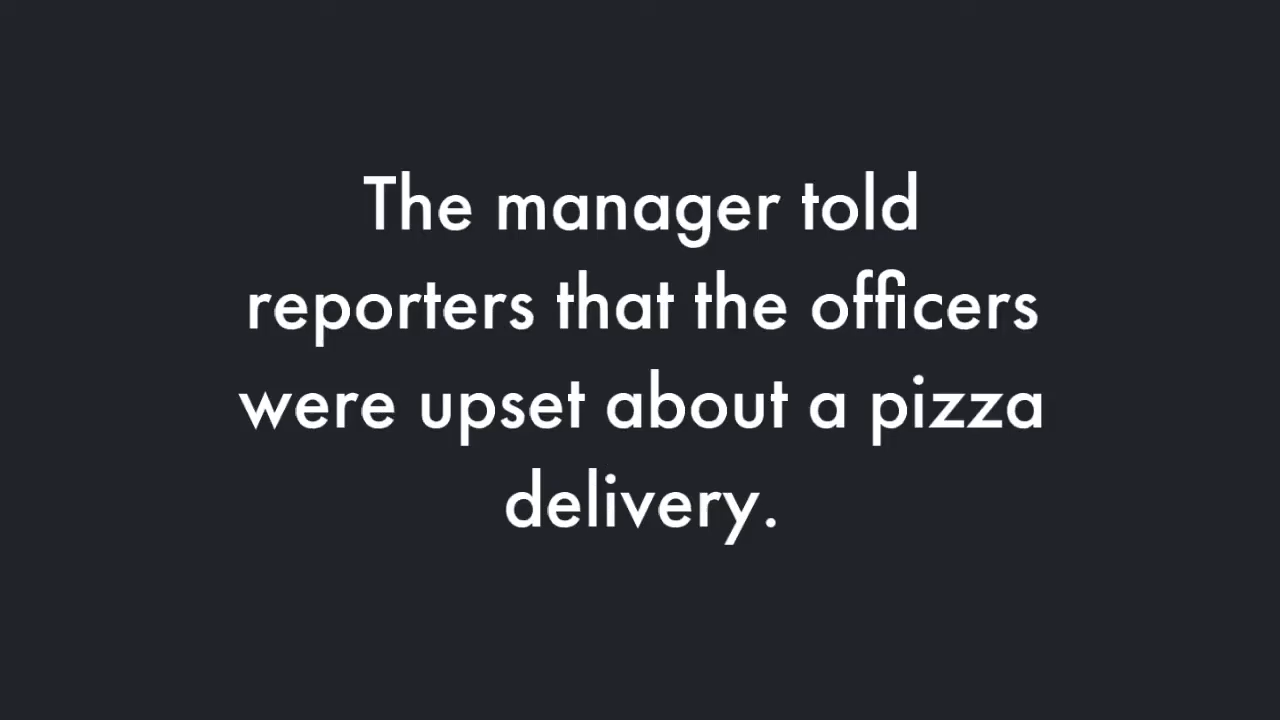 The manager told
reporters that the officers
were upset about a pizza
delivery.